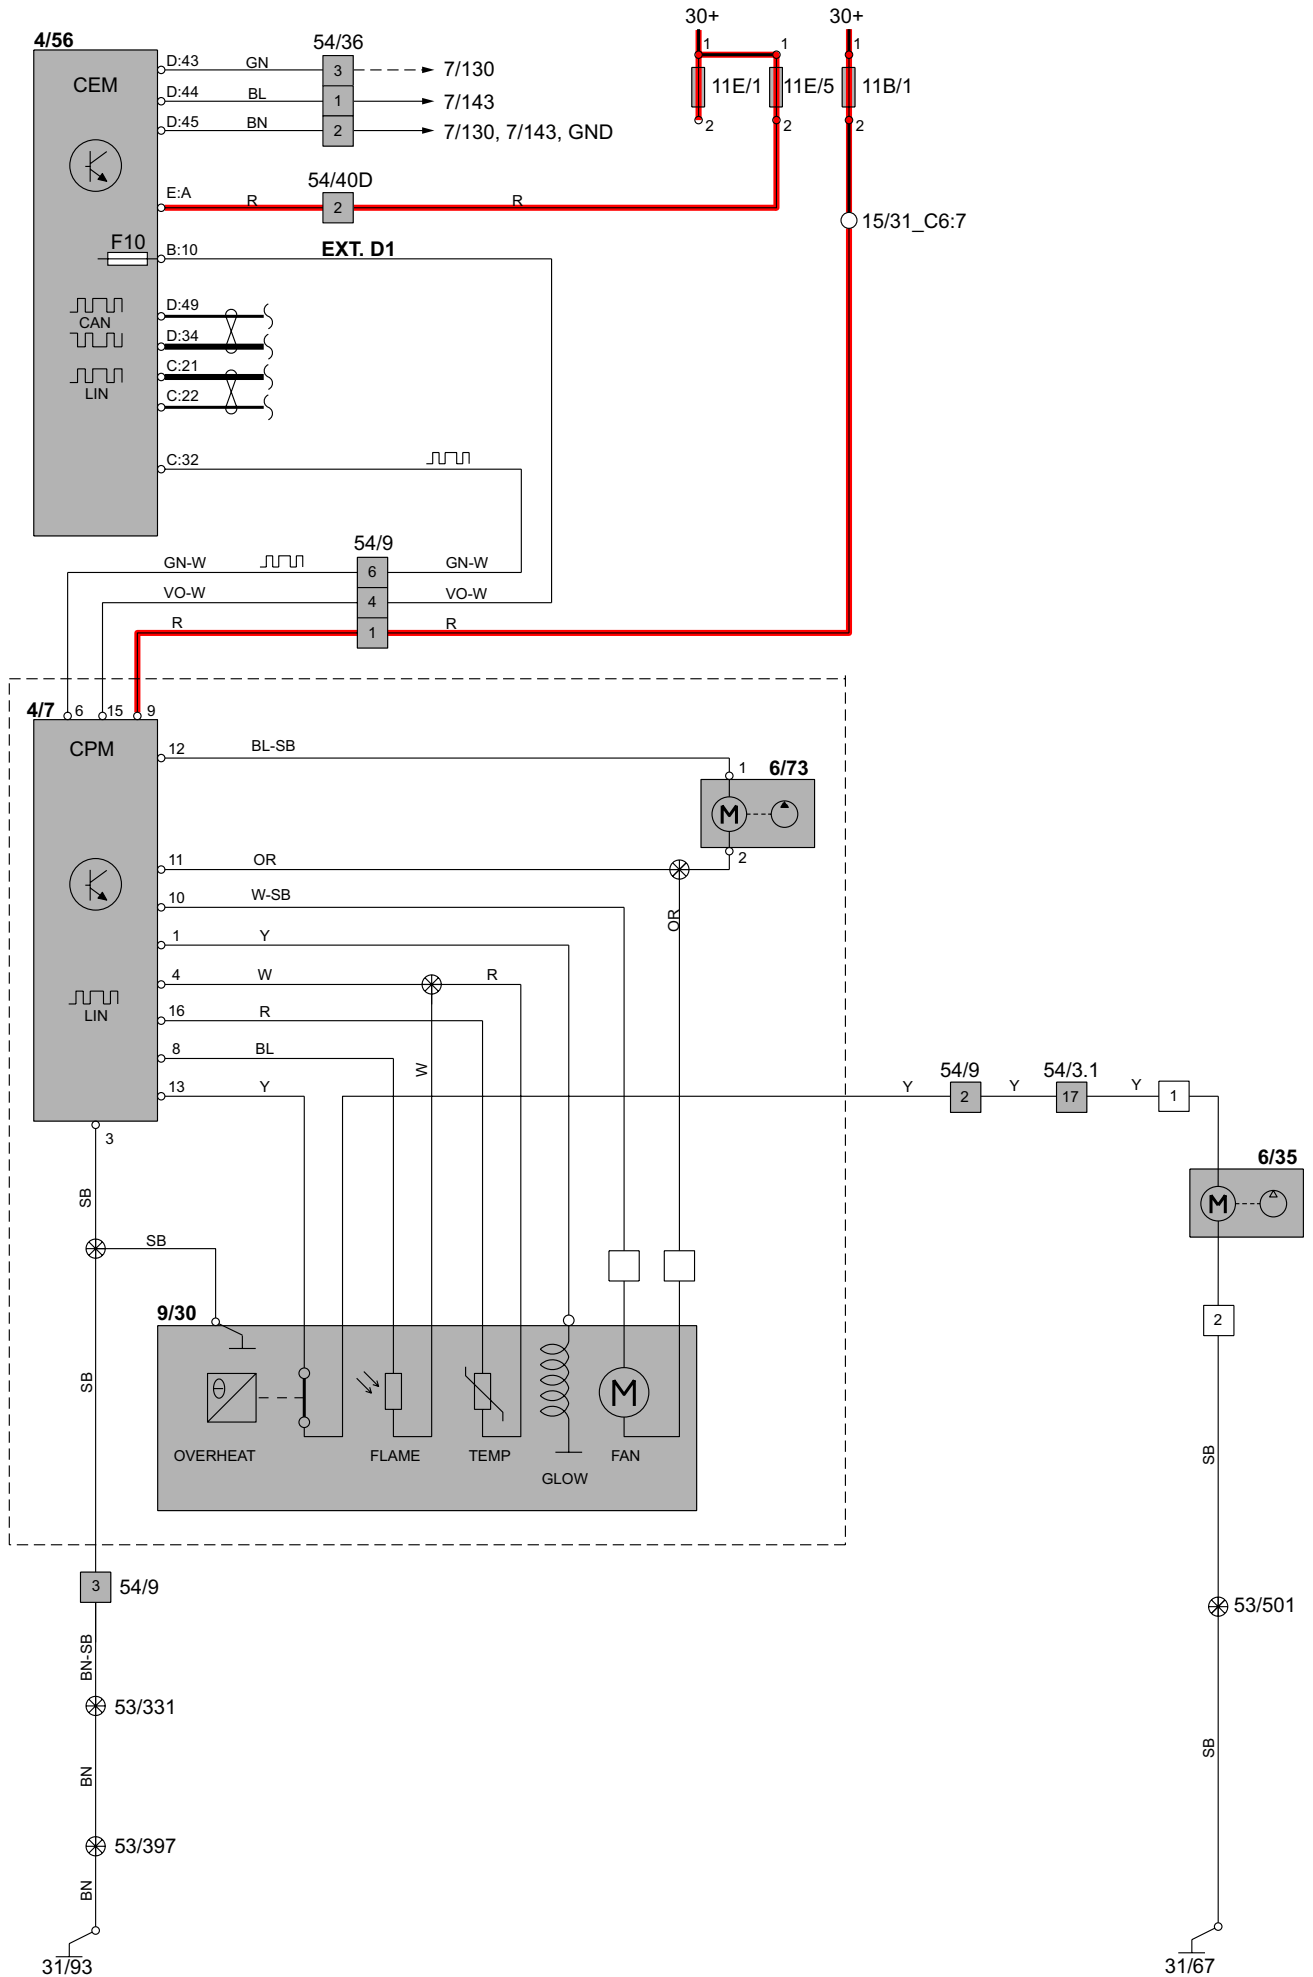 30+ 30+
4/56 54/36 1 1 1
D:43 GN 3 7/130
CEM 11E/1 11E/5 11B/1
D:44 BL 1 7/143
D:45 BN 2 7/130, 7/143, GND 2 2 2
54/40D
E:A R 2 R
15/31_C6:7
F10 B:10 EXT. D1
D:49
CAN
D:34
C:21
LIN C:22
C:32
54/9
GN-W 6 GN-W
VO-W 4 VO-W
R 1 R
4/7 6 15 9
CPM 12 BL-SB 1 6/73
M
11 OR 2
10 W-SB OR
1 Y
4 W R
16 R
LIN
8 BL W
13 Y Y 54/9 2 Y 54/3.1 17 Y 1
3
6/35
M
SB
SB
9/30
2
SB
M
OVERHEAT FLAME TEMP FAN
GLOW
SB
3 54/9
53/501
BN-SB
53/331
SB
BN
53/397
BN
31/93 31/67